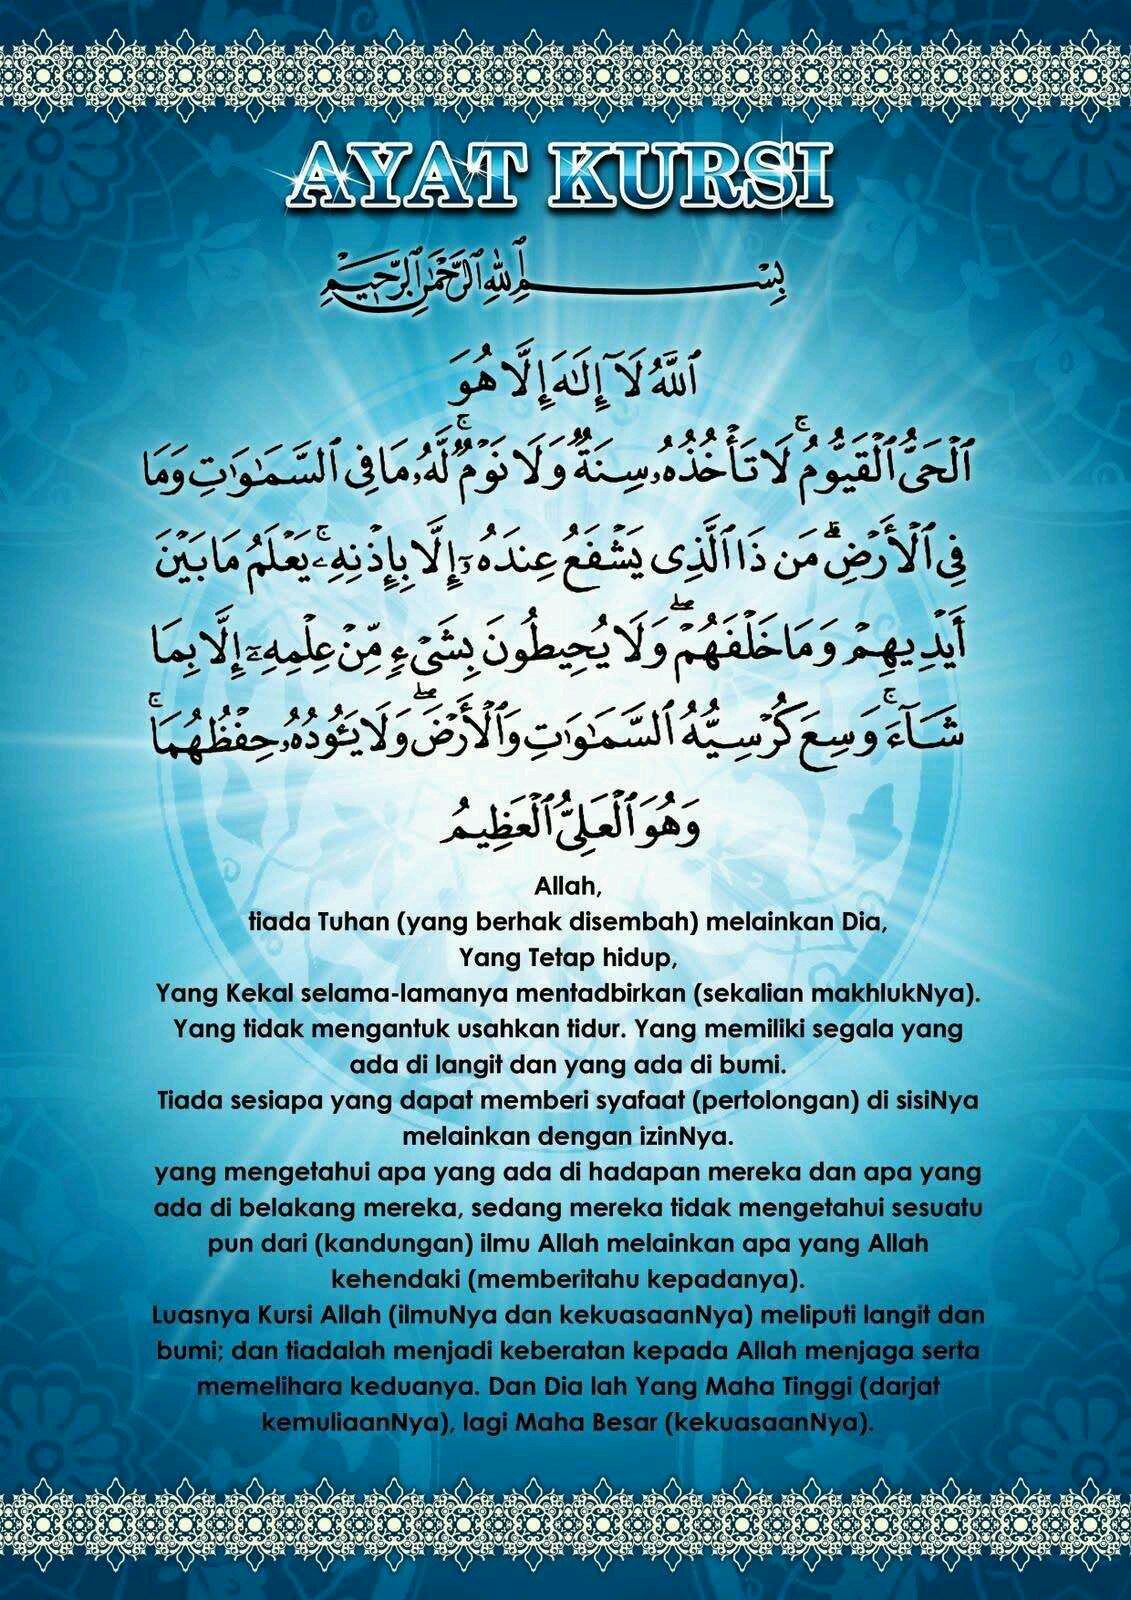 AYAT KURSI
بِسْمِ ٱللَّهِ ٱلرَّحْمَٰنِ ٱلرَّحِيمِ
ٱللَّهُ لَآ إِلَٰهَ إِلَّا هُوَ
ٱلْحَىُّ ٱلْقَيُّومُ ۚ لَا تَأْخُذُهُۥ سِنَةٌ وَلَا نَوْمٌ ۚ لَّهُۥ مَا فِى ٱلسَّمَٰوَٰتِ وَمَا
فِى ٱلْأَرْضِ ۗ مَن ذَا ٱلَّذِى يَشْفَعُ عِندَهُۥٓ إِلَّا بِإِذْنِهِۦ ۚ يَعْلَمُ مَا بَيْنَ
أَيْدِيهِمْ وَمَا خَلْفَهُمْ ۖ وَلَا يُحِيطُونَ بِشَىْءٍ مِّنْ عِلْمِهِۦٓ إِلَّا بِمَا
شَآءَ ۚ وَسِعَ كُرْسِيُّهُ ٱلسَّمَٰوَٰتِ وَٱلْأَرْضَ ۖ وَلَا يَـُٔودُهُۥ حِفْظُهُمَا ۚ
وَهُوَ ٱلْعَلِىُّ ٱلْعَظِيمُ
Allah,
tiada Tuhan (yang berhak disembah) melainkan Dia,
Yang Tetap hidup,
Yang Kekal selama-lamanya mentadbirkan (sekalian makhlukNya).
Yang tidak mengantuk usahkan tidur. Yang memiliki segala yang
ada di langit dan yang ada di bumi.
Tiada sesiapa yang dapat memberi syafaat (pertolongan) di sisiNya
melainkan dengan izinNya.
yang mengetahui apa yang ada di hadapan mereka dan apa yang
ada di belakang mereka, sedang mereka tidak mengetahui sesuatu
pun dari (kandungan) ilmu Allah melainkan apa yang Allah
kehendaki (memberitahu kepadanya).
Luasnya Kursi Allah (ilmuNya dan kekuasaanNya) meliputi langit dan
bumi; dan tiadalah menjadi keberatan kepada Allah menjaga serta
memelihara keduanya. Dan Dia lah Yang Maha Tinggi (darjat
kemuliaanNya), lagi Maha Besar (kekuasaanNya).